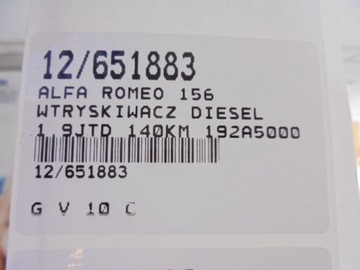 12/651883
ALFA ROMEO 156
WTRYSKIWACZ DIESEL
1.9JTD 140KM 192A5000
12/651883
G V 10 C